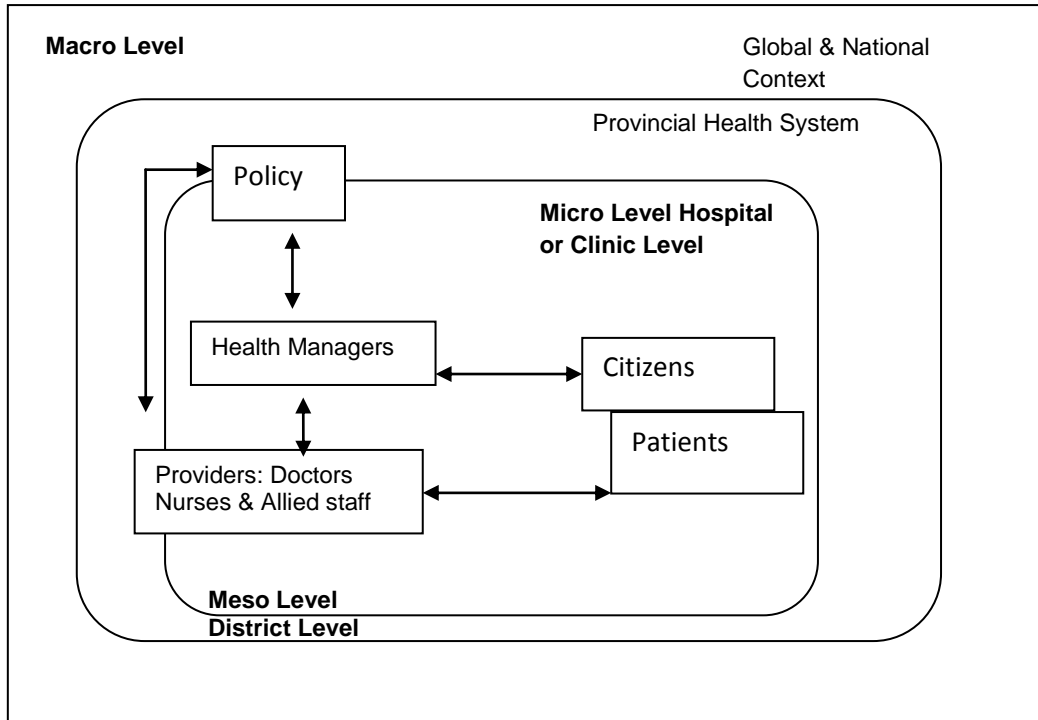 Macro Level
Global & National
Context
Provincial Health System
Policy
Micro Level Hospital
or Clinic Level
Health Managers
Citizens
Patients
Providers: Doctors
Nurses & Allied staff
Meso Level
District Level